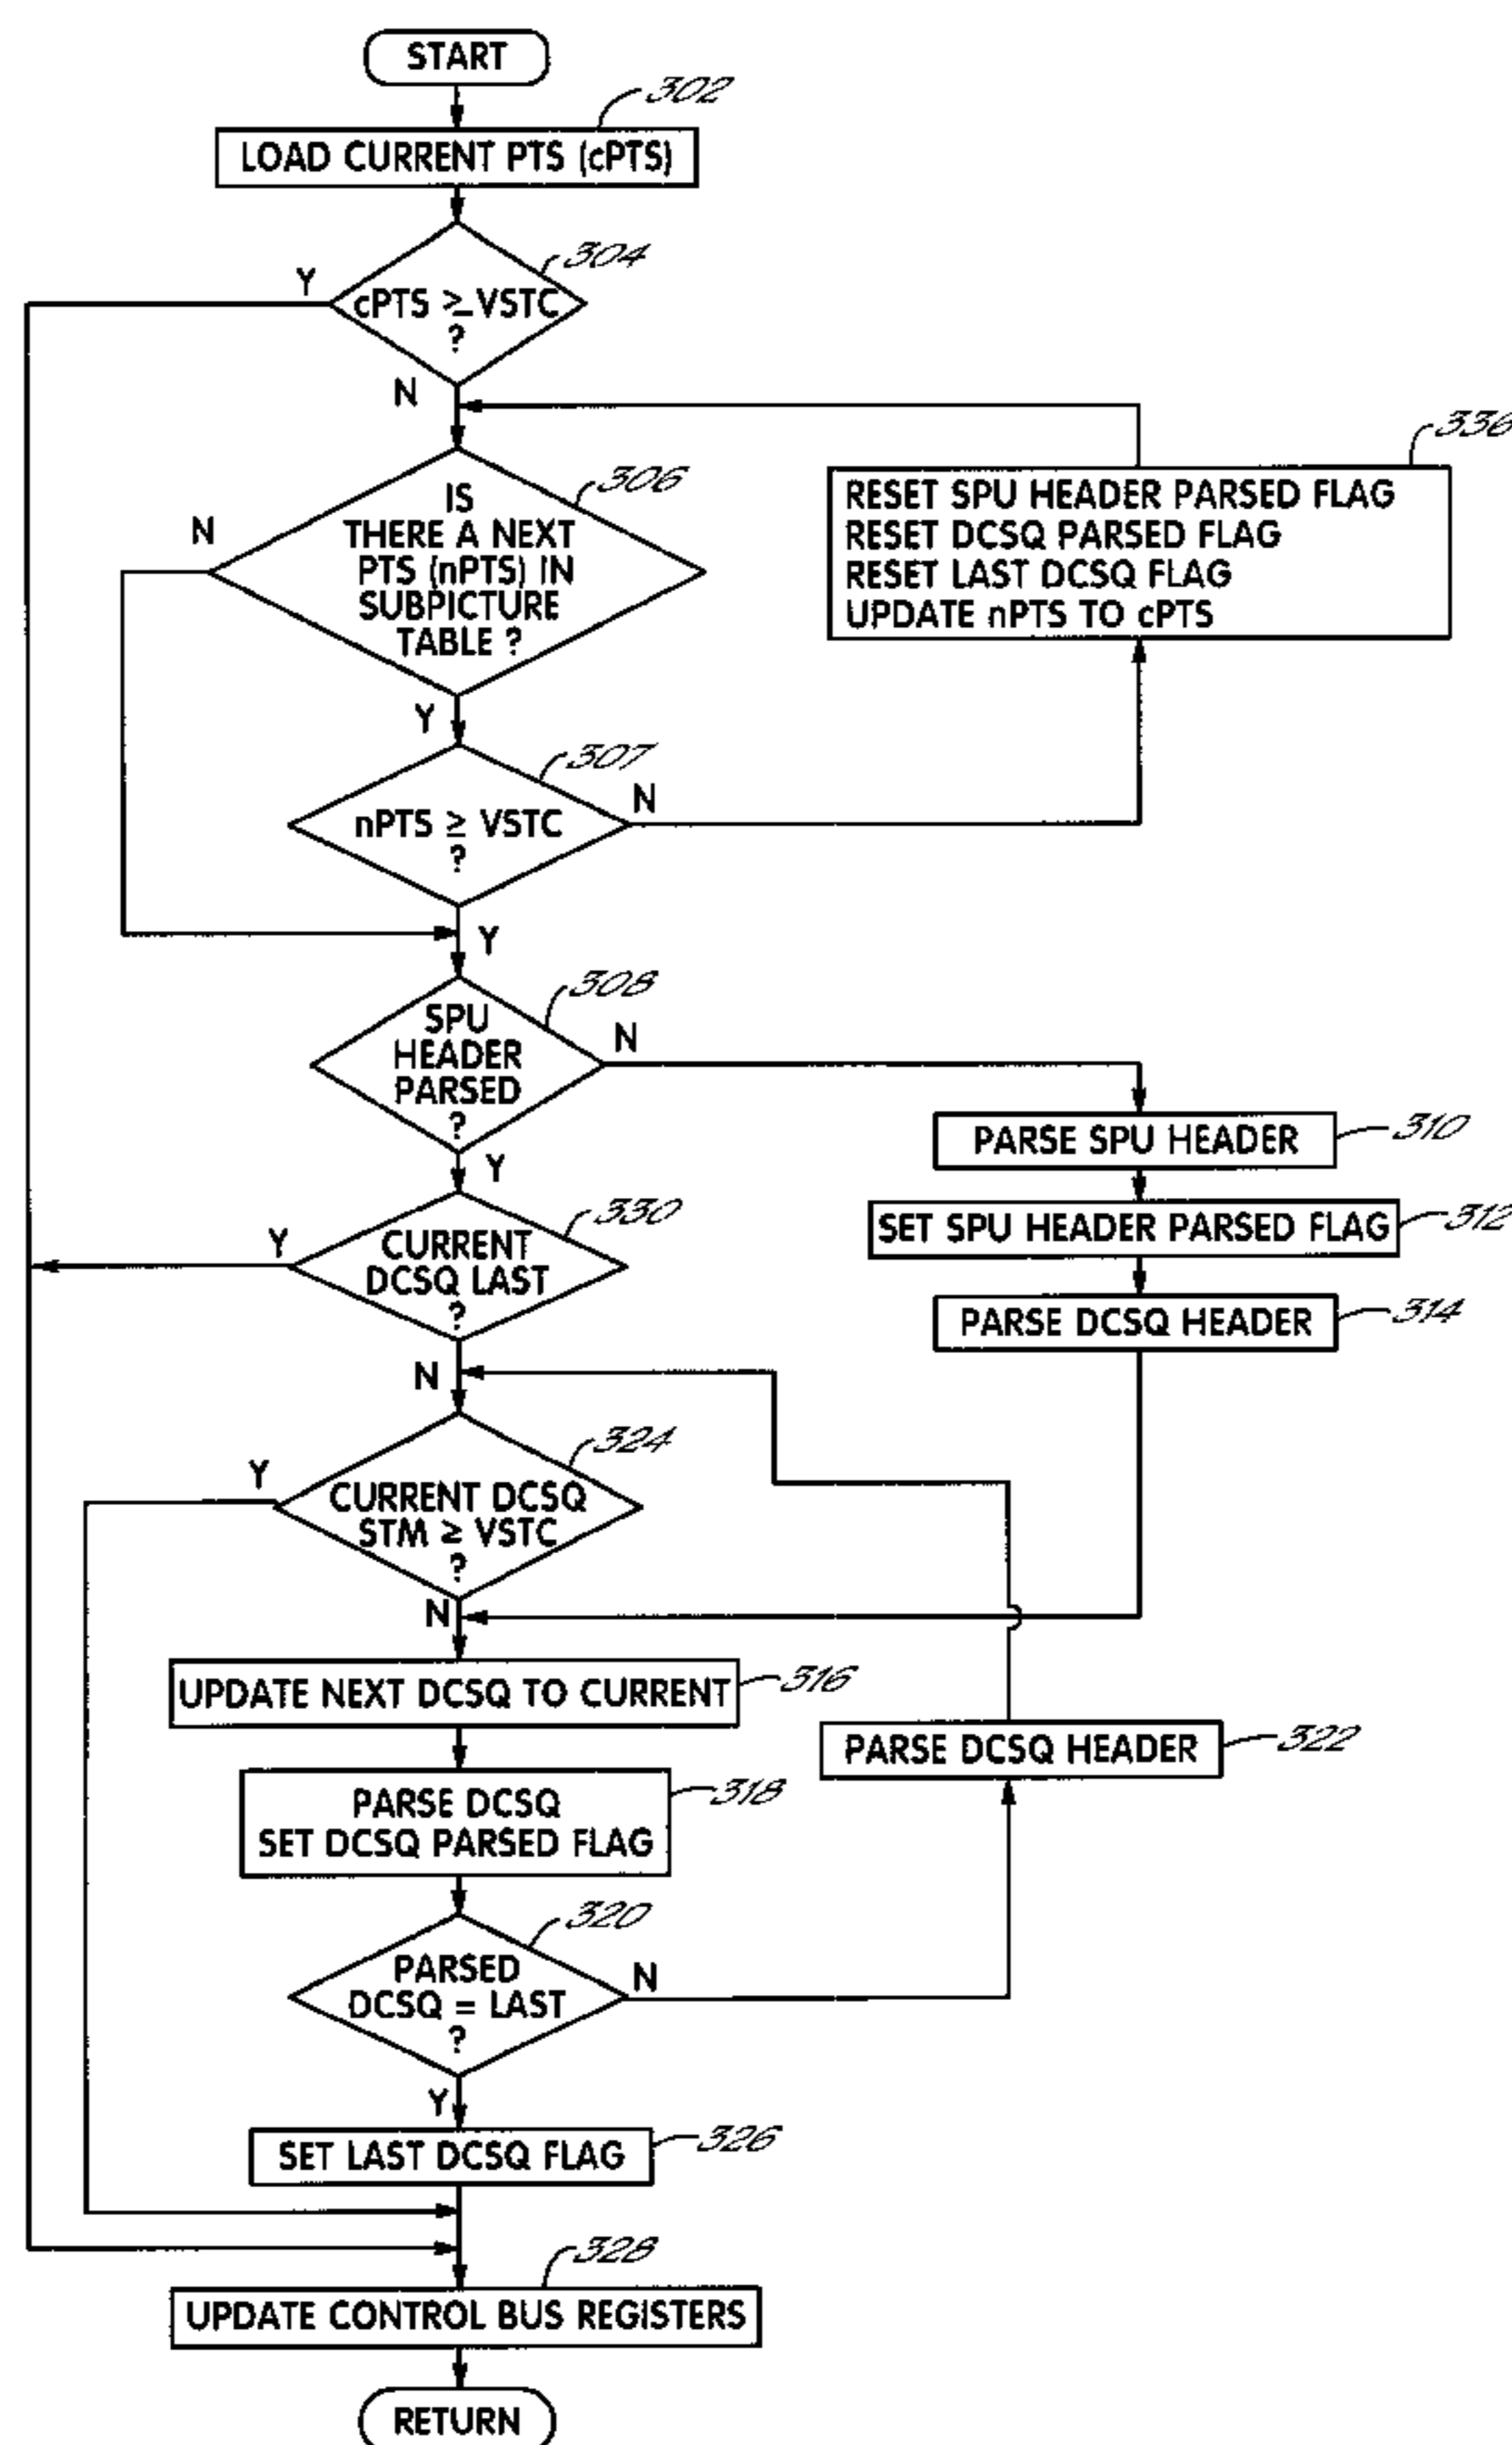 START
302
LOAD CURRENT PTS (cPTS)
304
Y
cPTS ≥ VSTC
?
N
336
RESET SPU HEADER PARSED FLAG
RESET DCSQ PARSED FLAG
RESET LAST DCSQ FLAG
UPDATE nPTS TO cPTS
306
N
IS
THERE A NEXT
PTS (nPTS) IN
SUBPICTURE
TABLE ?
Y
307
N
nPTS ≥ VSTC
?
Y
308
SPU
HEADER
PARSED
?
N
Y
PARSE SPU HEADER
310
SET SPU HEADER PARSED FLAG
312
PARSE DCSQ HEADER
314
330
Y
CURRENT
DCSQ LAST
?
N
324
Y
CURRENT DCSQ
STM ≥ VSTC
?
N
UPDATE NEXT DCSQ TO CURRENT
316
PARSE DCSQ HEADER
322
PARSE DCSQ
SET DCSQ PARSED FLAG
318
320
PARSED
DCSQ = LAST
?
N
Y
SET LAST DCSQ FLAG
326
328
UPDATE CONTROL BUS REGISTERS
RETURN